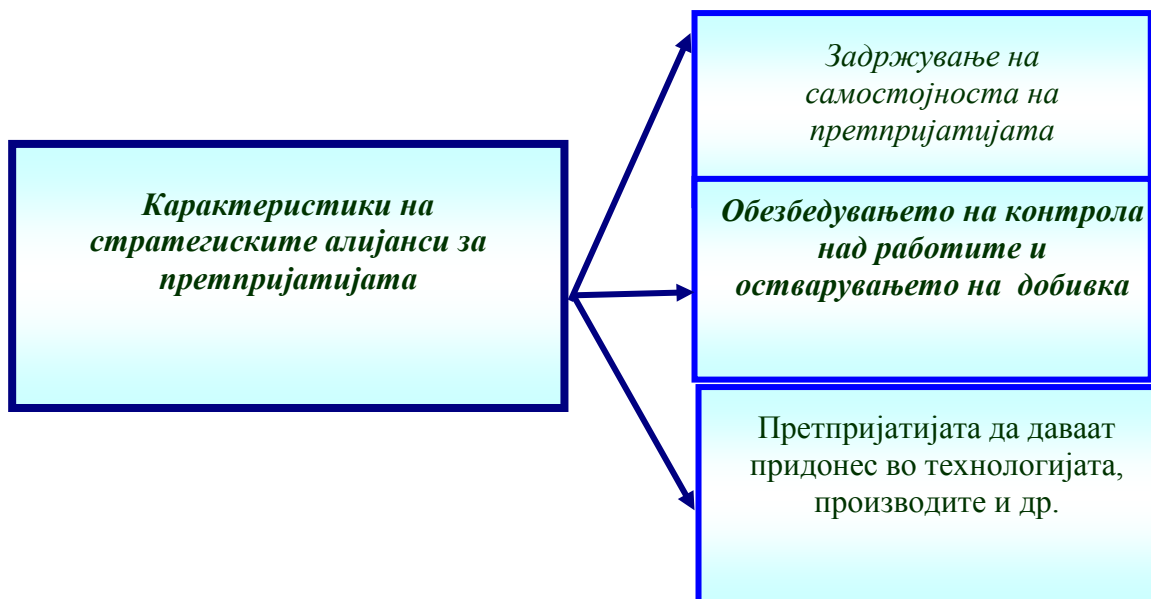 Карактеристики на
стратегиските алијанси за
претпријатијата
Задржување на
самостојноста на
претпријатијата
Обезбедувањето на контрола
над работите и
остварувањето на добивка
Претпријатијата да даваат
придонес во технологијата,
производите и др.